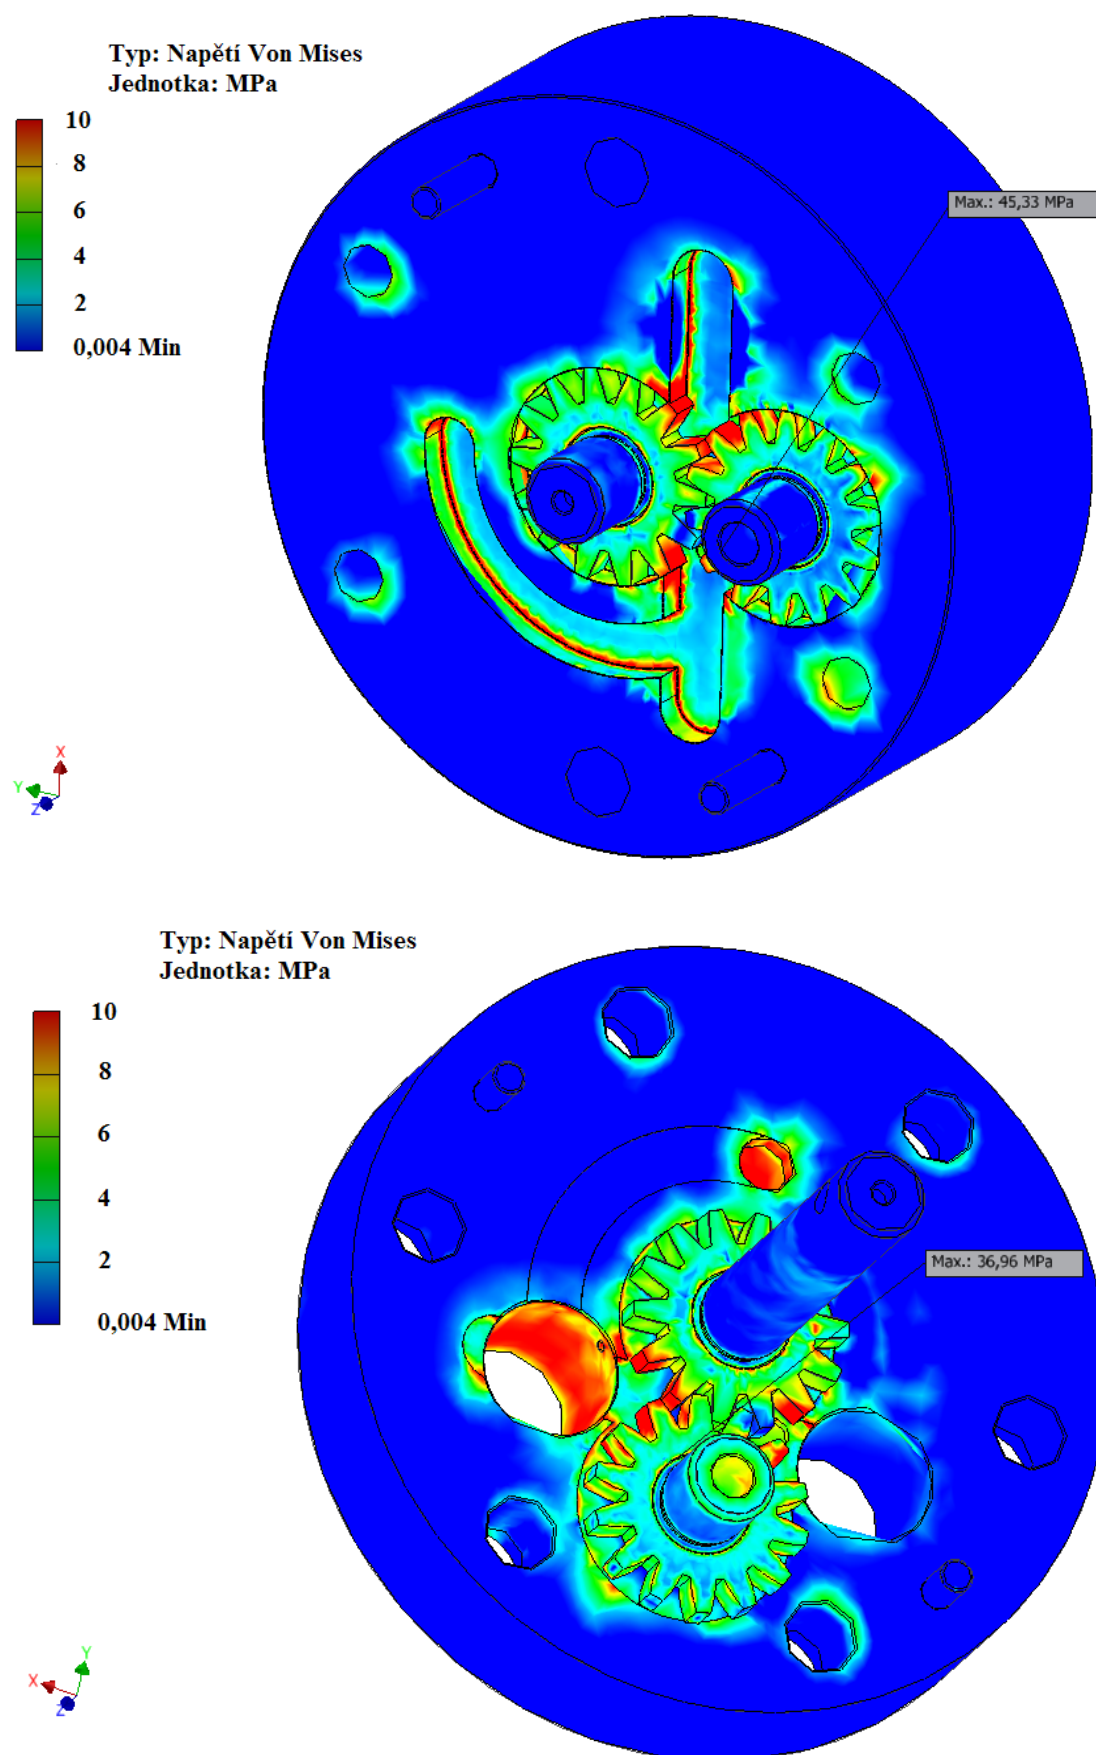 Typ: Napětí Von Mises
Jednotka: MPa
10
8
6
4
2
0,004 Min
Max.: 45,33 MPa
X
Y
Z
Typ: Napětí Von Mises
Jednotka: MPa
10
8
6
4
2
0,004 Min
Max.: 36,96 MPa
Y
X
Z